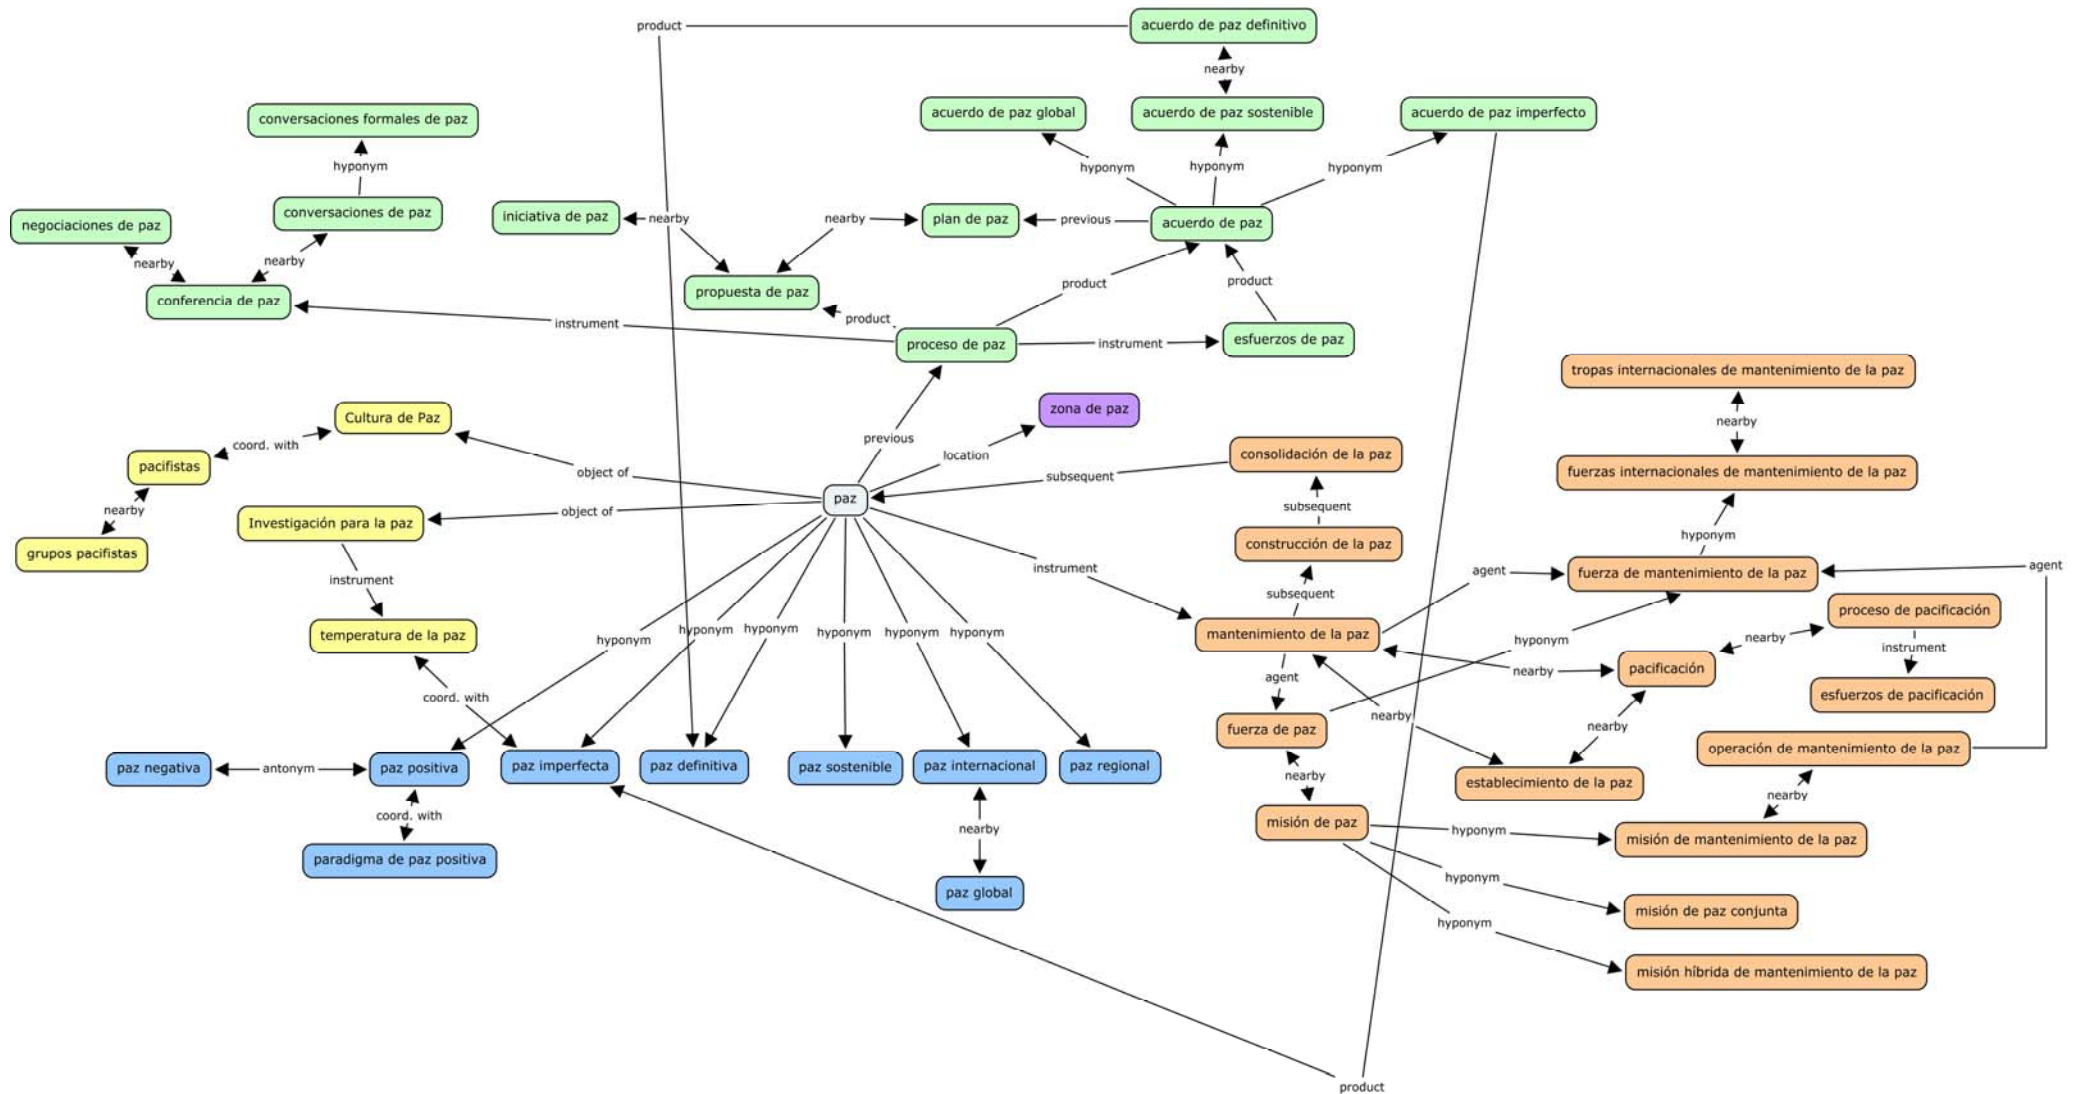 product
acuerdo de paz definitivo
nearby
conversaciones formales de paz
acuerdo de paz global
acuerdo de paz sostenible
acuerdo de paz imperfecto
hyponym
hyponym
hyponym
hyponym
negociaciones de paz
conversaciones de paz
iniciativa de paz
nearby
nearby
plan de paz
previous
acuerdo de paz
nearby
nearby
conferencia de paz
propuesta de paz
product
product
instrument
product
proceso de paz
instrument
esfuerzos de paz
tropas internacionales de mantenimiento de la paz
Cultura de Paz
zona de paz
nearby
coord. with
previous
location
consolidación de la paz
pacifistas
object of
subsequent
fuerzas internacionales de mantenimiento de la paz
paz
nearby
object of
subsequent
Investigación para la paz
hyponym
grupos pacifistas
construcción de la paz
instrument
instrument
agent
fuerza de mantenimiento de la paz
agent
subsequent
proceso de pacificación
temperatura de la paz
hyponym
hyponym
hyponym
hyponym
hyponym
hyponym
mantenimiento de la paz
hyponym
nearby
instrument
agent
nearby
pacificación
esfuerzos de pacificación
coord. with
nearby
nearby
fuerza de paz
operación de mantenimiento de la paz
paz negativa
antonym
paz positiva
paz imperfecta
paz definitiva
paz sostenible
paz internacional
paz regional
nearby
establecimiento de la paz
nearby
coord. with
nearby
misión de paz
hyponym
misión de mantenimiento de la paz
paradigma de paz positiva
hyponym
paz global
misión de paz conjunta
hyponym
misión híbrida de mantenimiento de la paz
product